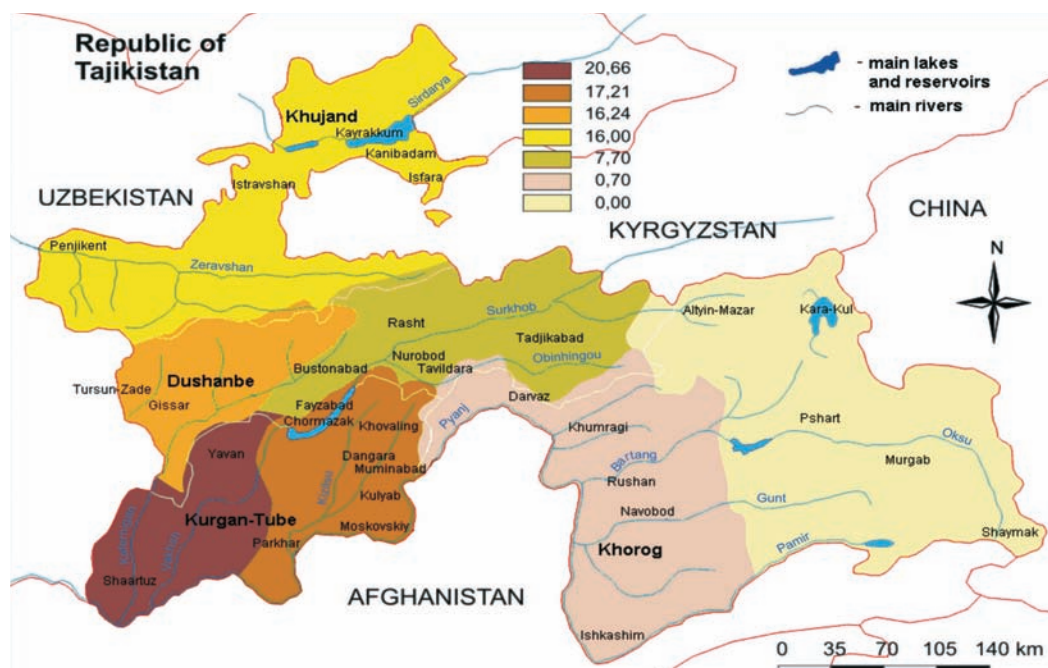 Republic of
Tajikistan
20,66
17,21
16,24
16,00
7,70
0,70
0,00
- main lakes
and reservoirs
- main rivers
Sirdarya
Khujand
Kayrakkum
Kanibadam
Isfara
Istravshan
UZBEKISTAN
KYRGYZSTAN
CHINA
N
Penjikent
Zeravshan
Surkhob
Altyin-Mazar
Kara-Kul
Rasht
Tadjikabad
Nurobod
Obinhingou
Tavildara
Bustonabad
Dushanbe
Tursun-Zade
Gissar
Fayzabad
Chormazak
Khovaling
Pyanj
Darvaz
Khumragi
Pshart
Oksu
Yavan
Dangara
Muminabad
Bartang
Murgab
Rushan
Kulyab
Gunt
Navobod
Kurgan-Tube
Moskovskiy
Parkhar
Khorog
Pamir
Shaymak
Shaartuz
AFGHANISTAN
Ishkashim
0 35 70 105 140 km